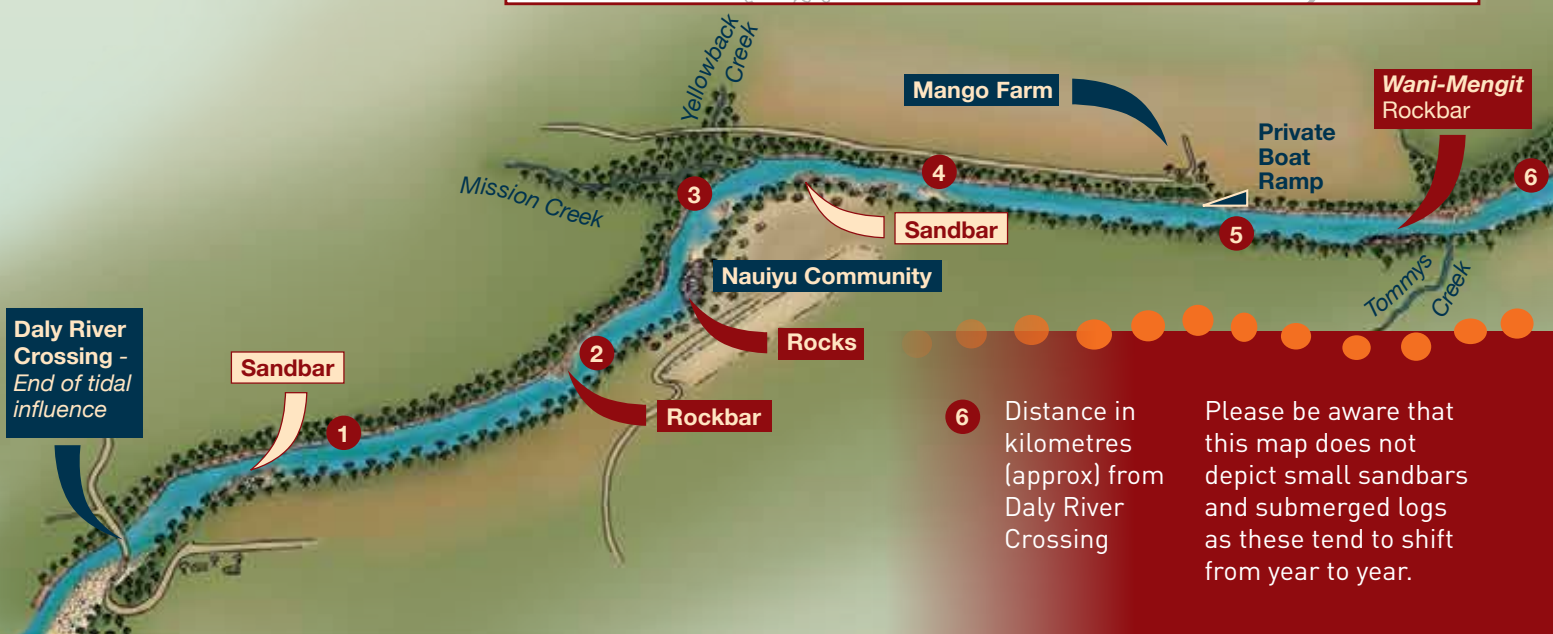 Yellowback
Creek
Mission Creek
Mango Farm
Private
Boat
Ramp
Wani-Mengit
Rockbar
6
4
3
5
Sandbar
Nauiyu Community
Tommys
Creek
Daly River
Crossing -
End of tidal
influence
Sandbar
Rocks
2
Rockbar
1
6
Distance in
kilometres
(approx) from
Daly River
Crossing
Please be aware that
this map does not
depict small sandbars
and submerged logs
as these tend to shift
from year to year.